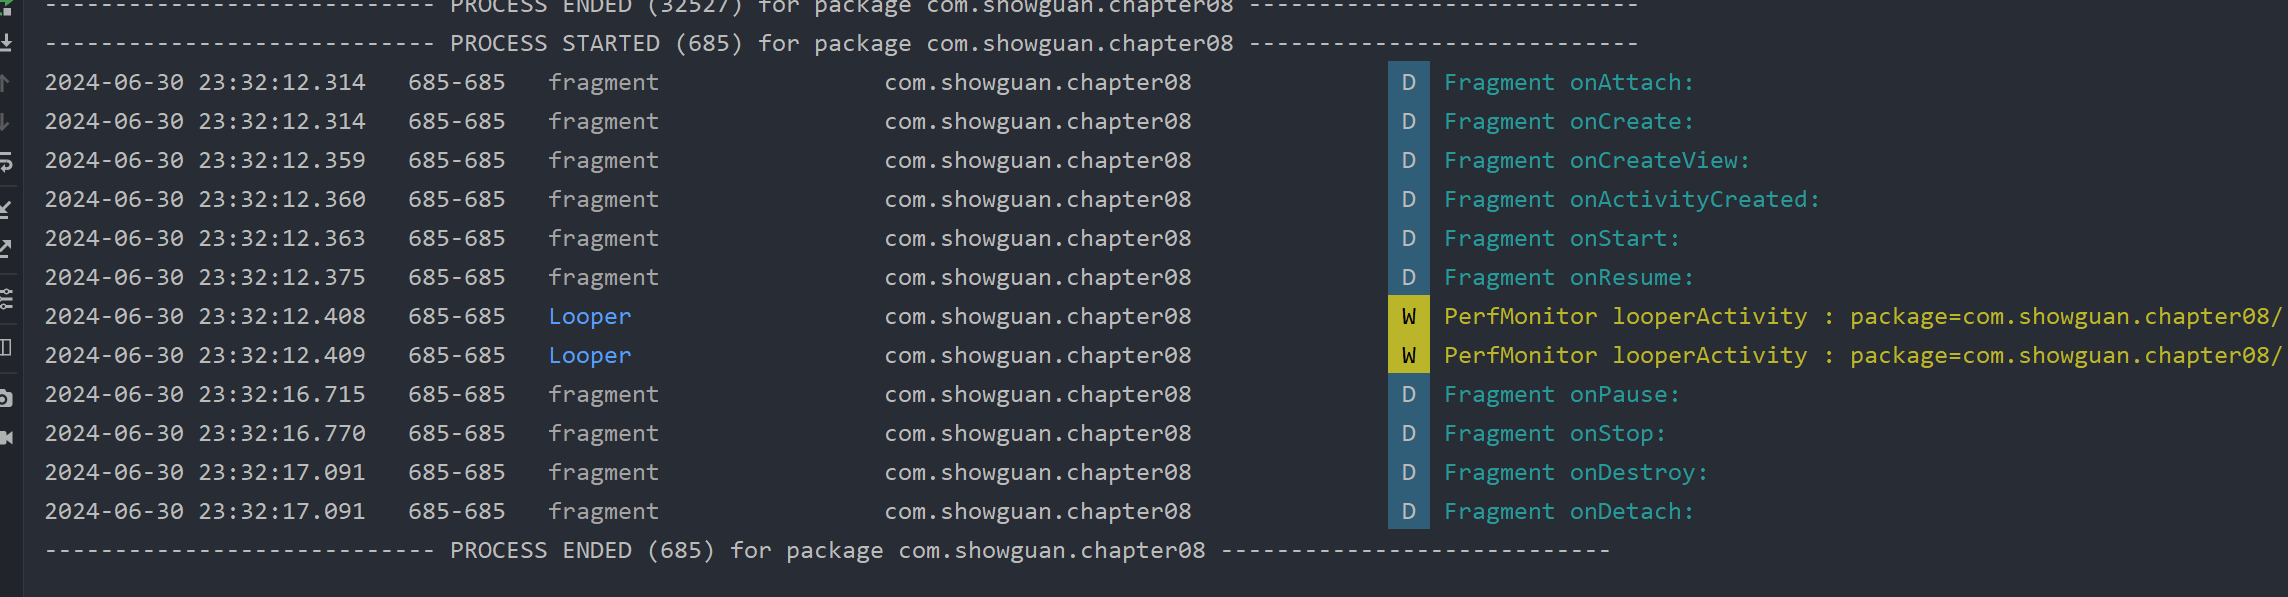 ---------------------------- PROCESS ENDED (32527) for package com.showguan.chapter08 ----------------------------
---------------------------- PROCESS STARTED (685) for package com.showguan.chapter08 ----------------------------
2024-06-30 23:32:12.314 685-685 fragment com.showguan.chapter08 D Fragment onAttach:
2024-06-30 23:32:12.314 685-685 fragment com.showguan.chapter08 D Fragment onCreate:
2024-06-30 23:32:12.359 685-685 fragment com.showguan.chapter08 D Fragment onCreateView:
2024-06-30 23:32:12.360 685-685 fragment com.showguan.chapter08 D Fragment onActivityCreated:
2024-06-30 23:32:12.363 685-685 fragment com.showguan.chapter08 D Fragment onStart:
2024-06-30 23:32:12.375 685-685 fragment com.showguan.chapter08 D Fragment onResume:
2024-06-30 23:32:12.408 685-685 Looper com.showguan.chapter08 W PerfMonitor looperActivity : package=com.showguan.chapter08/
2024-06-30 23:32:12.409 685-685 Looper com.showguan.chapter08 W PerfMonitor looperActivity : package=com.showguan.chapter08/
2024-06-30 23:32:16.715 685-685 fragment com.showguan.chapter08 D Fragment onPause:
2024-06-30 23:32:16.770 685-685 fragment com.showguan.chapter08 D Fragment onStop:
2024-06-30 23:32:17.091 685-685 fragment com.showguan.chapter08 D Fragment onDestroy:
2024-06-30 23:32:17.091 685-685 fragment com.showguan.chapter08 D Fragment onDetach:
---------------------------- PROCESS ENDED (685) for package com.showguan.chapter08 ----------------------------